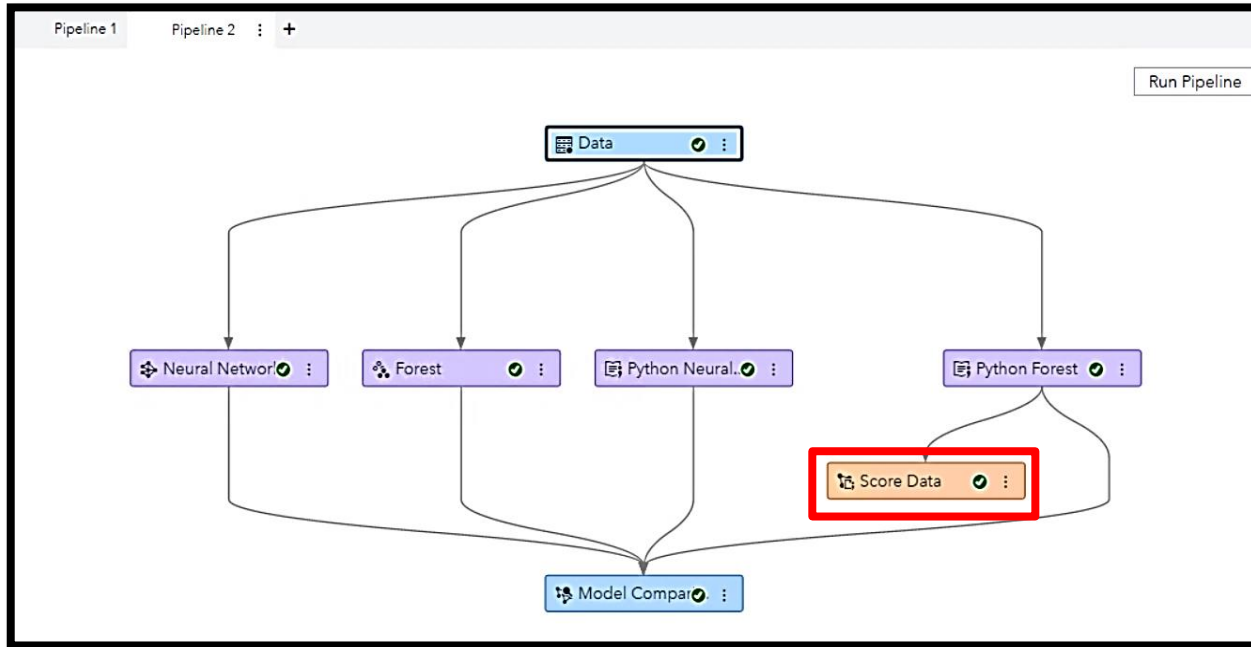 Pipeline 1
Pipeline 2
Run Pipeline
Data
Neural Networ
Forest
Python Neural..
Python Forest
Score Data
Model Compar.